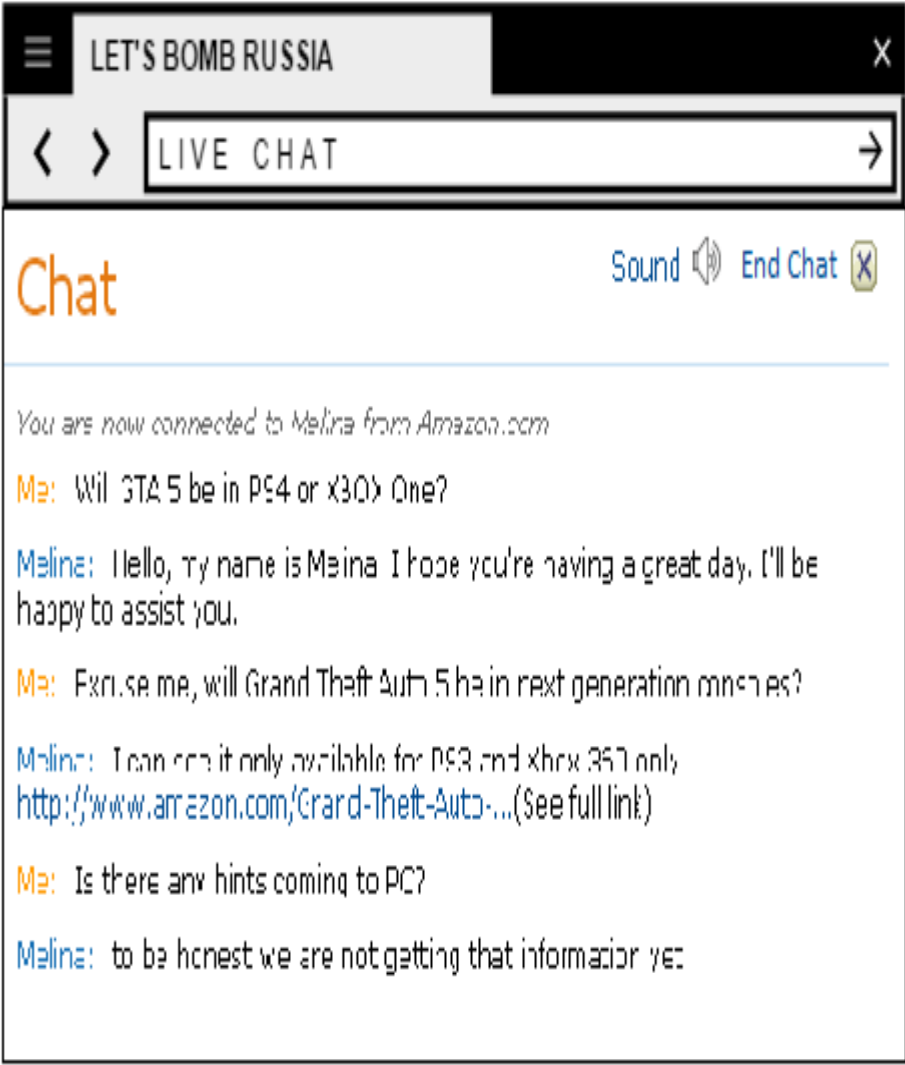 LET'S BOMB RUSSIA
X
LIVE CHAT
Chat
Sound End Chat X
You are now connected to Melina from Amazon.com
Me: Will GTA 5 be in PS4 or XBOX One?
Melina: Hello, my name is Melina. I hope you're having a great day. I'll be
happy to assist you.
Me: Excuse me, will Grand Theft Auto 5 be in next generation consoles?
Melina: I can see it only available for PS3 and Xbox 360 only
http://www.amazon.com/Grand-Theft-Auto-...(See full link)
Me: Is there any hints coming to PC?
Melina: to be honest we are not getting that information yet